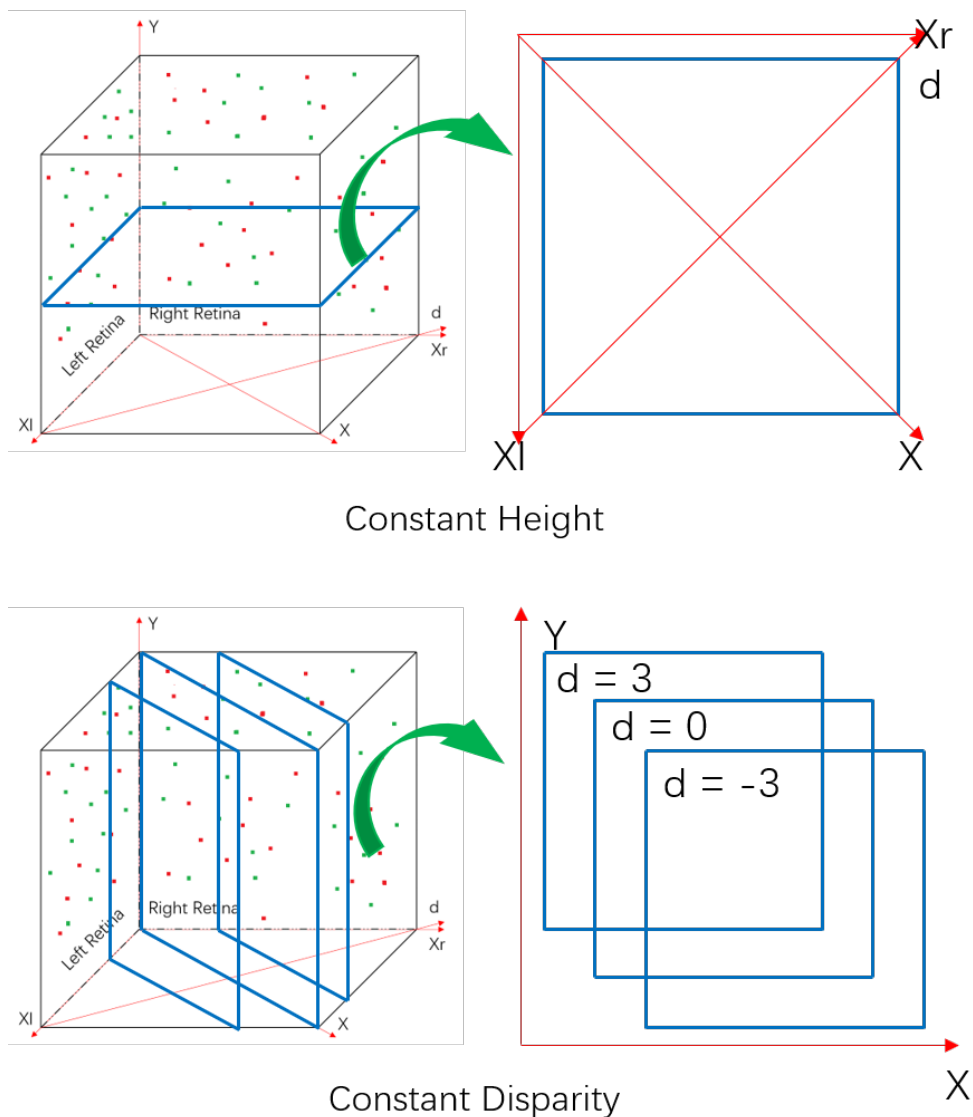 Y
Right Retina
Left Retina
d
Xr
Xl
X
Xr
d
Xl
X
Constant Height
Y
Right Retina
Left Retina
d
Xr
Xl
X
Y
d = 3
d = 0
d = -3
X
Constant Disparity